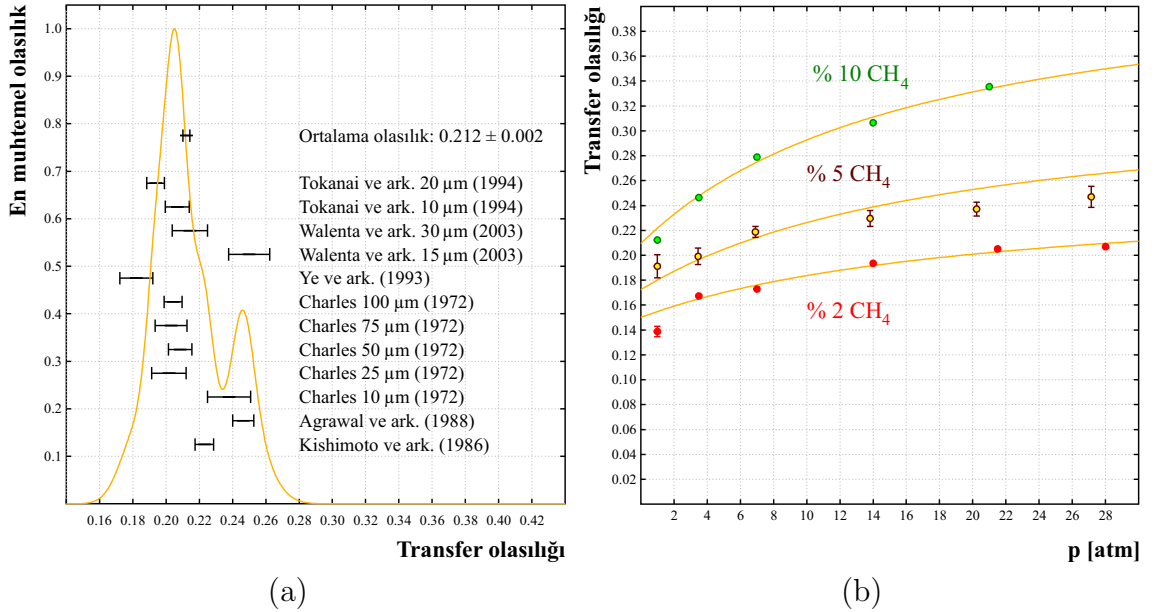 En muhtemel olasılık
1.0
0.9
0.8
0.7
0.6
0.5
0.4
0.3
0.2
0.1
Ortalama olasılık: 0.212 ± 0.002
Tokanai ve ark. 20 µm (1994)
Tokanai ve ark. 10 µm (1994)
Walenta ve ark. 30 µm (2003)
Walenta ve ark. 15 µm (2003)
Ye ve ark. (1993)
Charles 100 µm (1972)
Charles 75 µm (1972)
Charles 50 µm (1972)
Charles 25 µm (1972)
Charles 10 µm (1972)
Agrawal ve ark. (1988)
Kishimoto ve ark. (1986)
0.16 0.18 0.20 0.22 0.24 0.26 0.28 0.30 0.32 0.34 0.36 0.38 0.40 0.42
Transfer olasılığı
(a)
Transfer olasılığı
0.38
0.36
0.34
0.32
0.30
0.28
0.26
0.24
0.22
0.20
0.18
0.16
0.14
0.12
0.10
0.08
0.06
0.04
0.02
% 10 CH4
% 5 CH4
% 2 CH4
2 4 6 8 10 12 14 16 18 20 22 24 26 28
p [atm]
(b)